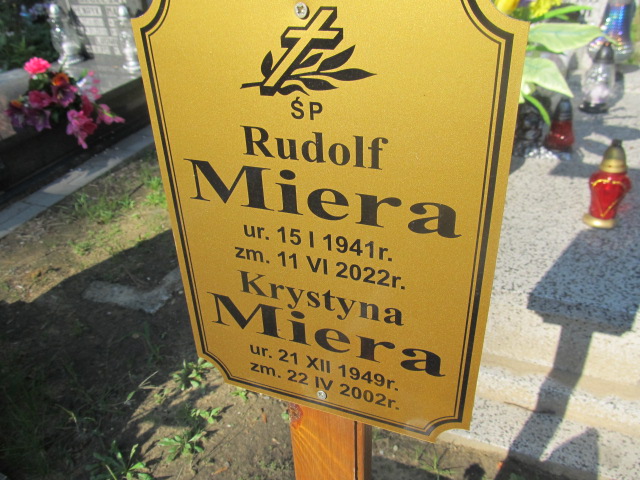 ŚP
Rudolf
Miera
ur. 15 I 1941r.
zm. 11 VI 2022r.
Krystyna
Miera
ur. 21 XII 1949r.
zm. 22 IV 2002r.